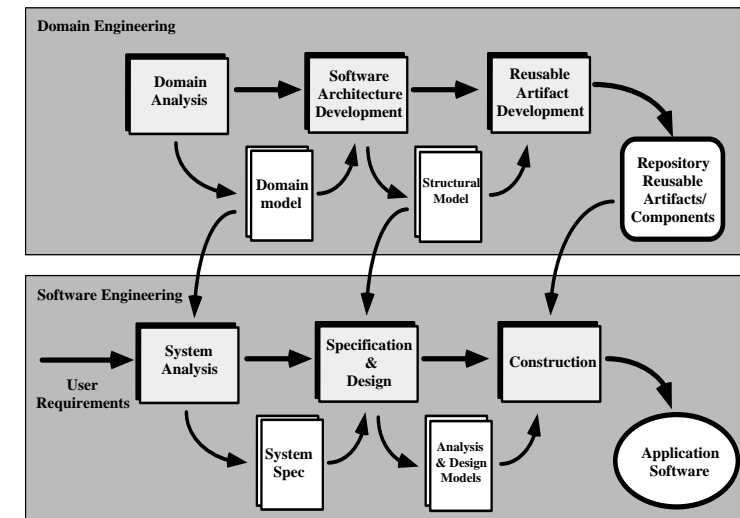 Domain Engineering
Domain
Analysis
Software
Architecture
Development
Reusable
Artifact
Development
Domain
model
Structural
Model
Repository
Reusable
Artifacts/
Components
Software Engineering
User
Requirements
System
Analysis
Specification
&
Design
Construction
System
Spec
Analysis
& Design
Models
Application
Software